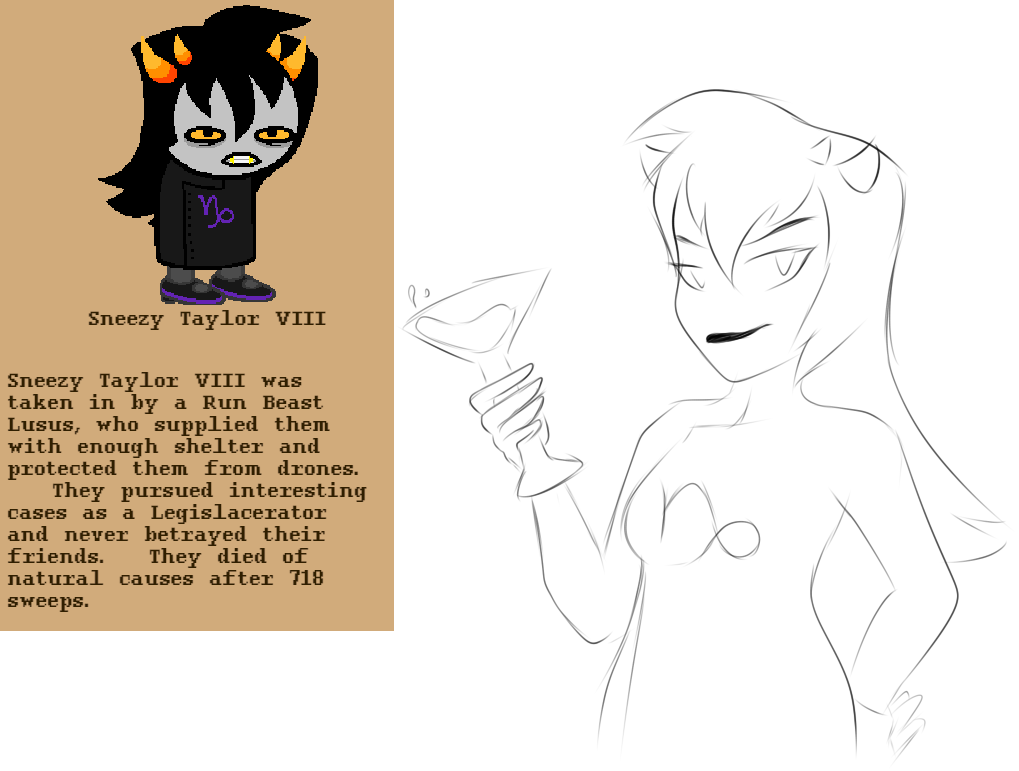 Sneezy Taylor VIII
Sneezy Taylor VIII was
taken in by a Run Beast
Lusus, who supplied them
with enough shelter and
protected them from drones.
They pursued interesting
cases as a Legislacerator
and never betrayed their
friends. They died of
natural causes after 718
sweeps.